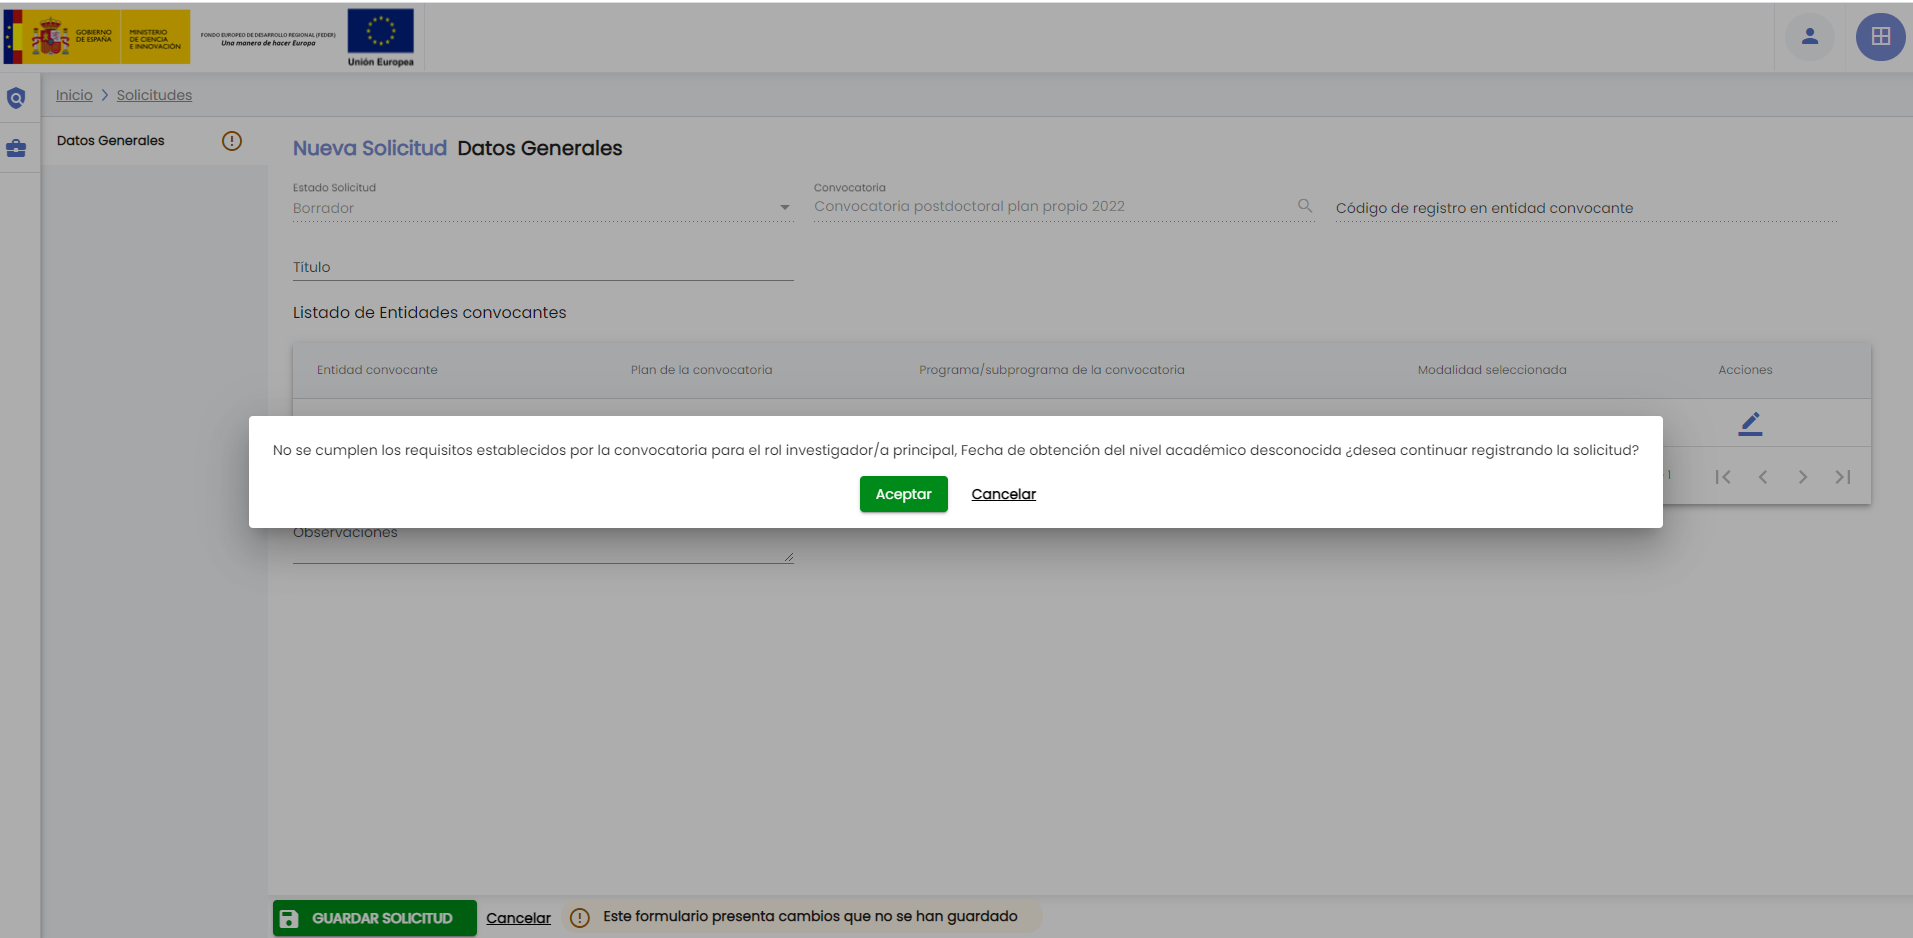 GOBIERNO
DE ESPAÑA
MINISTERIO
DE CIENCIA
E INNOVACIÓN
FONDO EUROPEO DE DESARROLLO REGIONAL (FEDER)
Una manera de hacer Europa
Unión Europea
Inicio > Solicitudes
Datos Generales
Nueva Solicitud Datos Generales
Estado Solicitud
Borrador
Convocatoria
Convocatoria postdoctoral plan propio 2022
Código de registro en entidad convocante
Título
Listado de Entidades convocantes
Entidad convocante Plan de la convocatoria Programa/subprograma de la convocatoria Modalidad seleccionada Acciones
No se cumplen los requisitos establecidos por la convocatoria para el rol investigador/a principal, Fecha de obtención del nivel académico desconocida ¿desea continuar registrando la solicitud?
Aceptar Cancelar
1
Observaciones
GUARDAR SOLICITUD Cancelar Este formulario presenta cambios que no se han guardado